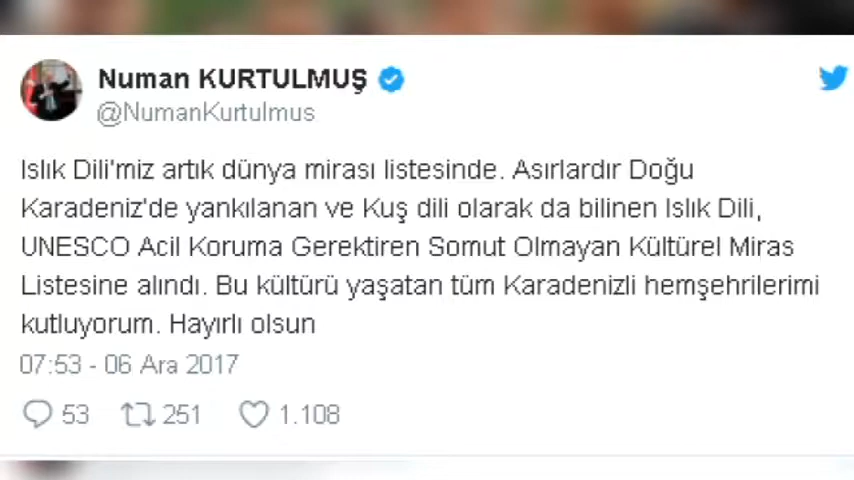 Numan KURTULMUŞ
@NumanKurtulmus
Islık Dili'miz artık dünya mirası listesinde. Asırlardır Doğu
Karadeniz'de yankılanan ve Kuş dili olarak da bilinen Islık Dili,
UNESCO Acil Koruma Gerektiren Somut Olmayan Kültürel Miras
Listesine alındı. Bu kültürü yaşatan tüm Karadenizli hemşehrilerimi
kutluyorum. Hayırlı olsun
07:53 - 06 Ara 2017
53 251 1.108